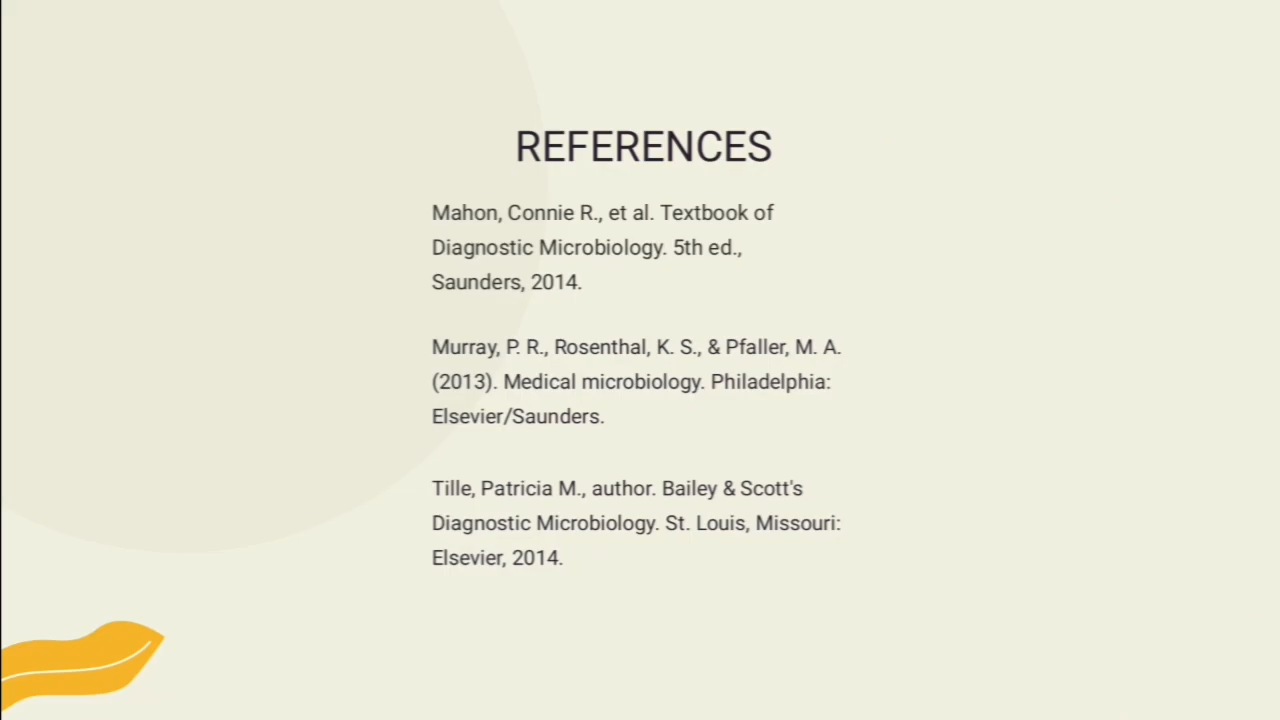 REFERENCES
Mahon, Connie R., et al. Textbook of
Diagnostic Microbiology. 5th ed.,
Saunders, 2014.
Murray, P. R., Rosenthal, K. S., & Pfaller, M. A.
(2013). Medical microbiology. Philadelphia:
Elsevier/Saunders.
Tille, Patricia M., author. Bailey & Scott's
Diagnostic Microbiology. St. Louis, Missouri:
Elsevier, 2014.